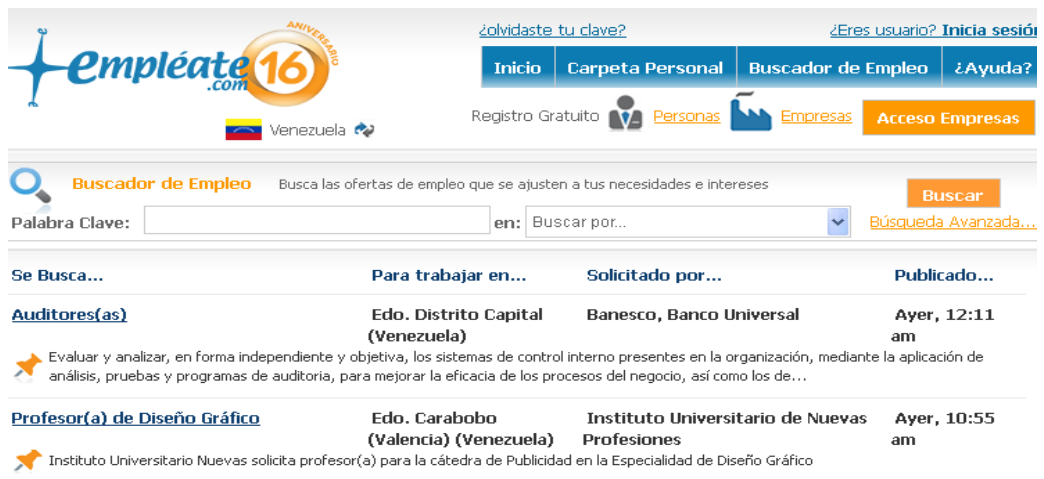 ANIVERSARIO
¿olvidaste tu clave? ¿Eres usuario? Inicia sesión
empléate.com 16
Inicio Carpeta Personal Buscador de Empleo ¿Ayuda?
Registro Gratuito Personas Empresas Acceso Empresas
Venezuela
Buscador de Empleo Busca las ofertas de empleo que se ajusten a tus necesidades e intereses
Buscar
Palabra Clave: en: Buscar por... Búsqueda Avanzada...
Se Busca... Para trabajar en... Solicitado por... Publicado...
Auditores(as) Edo. Distrito Capital Banesco, Banco Universal Ayer, 12:11
(Venezuela) am
Evaluar y analizar, en forma independiente y objetiva, los sistemas de control interno presentes en la organización, mediante la aplicación de
análisis, pruebas y programas de auditoria, para mejorar la eficacia de los procesos del negocio, así como los de...
Profesor(a) de Diseño Gráfico Edo. Carabobo Instituto Universitario de Nuevas Ayer, 10:55
(Valencia) (Venezuela) Profesiones am
Instituto Universitario Nuevas solicita profesor(a) para la cátedra de Publicidad en la Especialidad de Diseño Gráfico